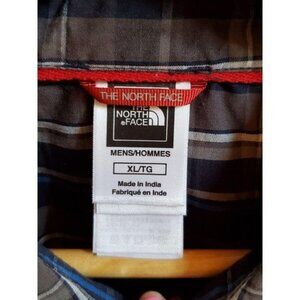 THE NORTH FACE
THE
NORTH
FACE
MENS/HOMMES
XL/TG
Made in India
Fabriqué en Inde